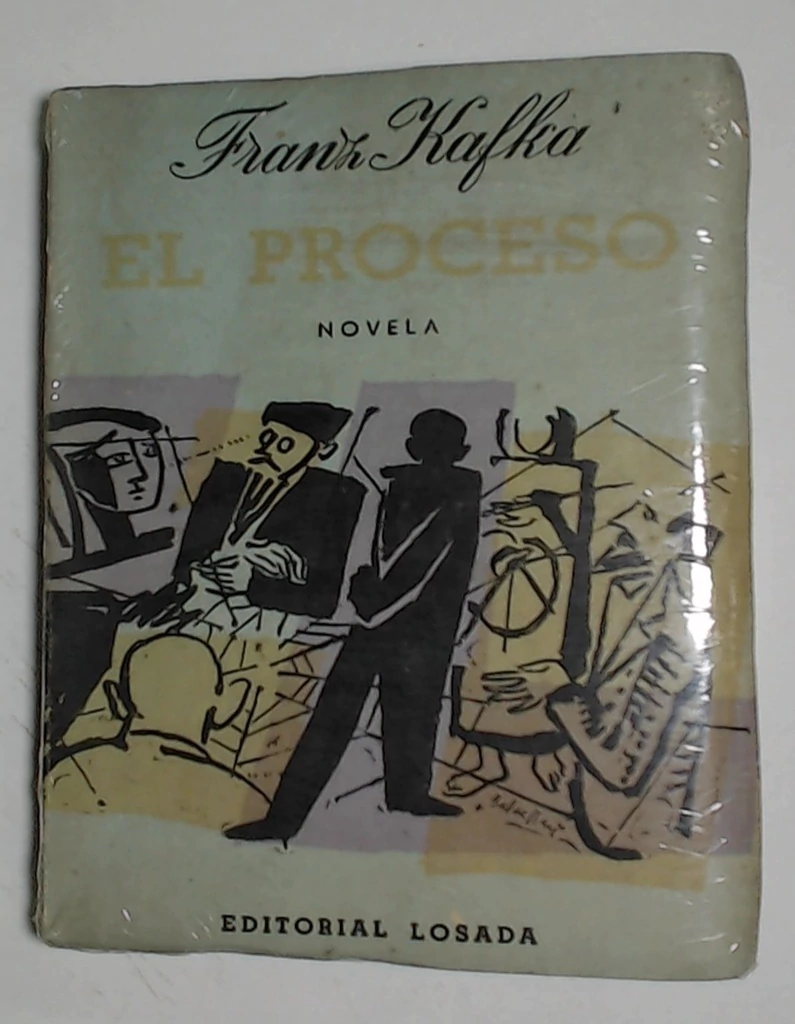 Franz Kafka
EL PROCESO
NOVELA
EDITORIAL LOSADA